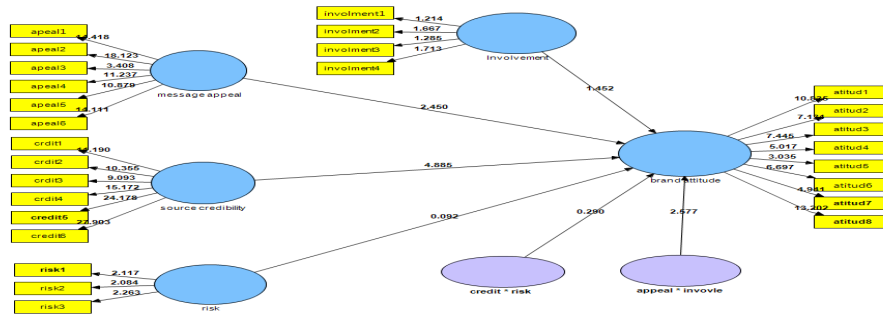 apeal1
apeal2
apeal3
apeal4
apeal5
apeal6
18.123
3.408
11.237
10.879
14.111
message appeal
involment1
involment2
involment3
involment4
1.214
1.667
1.285
1.713
Involvement
2.450
1.452
crdit1
crdit2
crdit3
crdit4
credit5
credit6
10.355
9.093
15.172
24.178
27.903
source credibility
4.885
risk1
risk2
risk3
2.117
2.084
2.263
risk
0.092
0.290
2.577
credit * risk
appeal * invovle
brand attitude
7.445
5.017
3.035
6.697
4.941
13.202
atitud1
atitud2
atitud3
atitud4
atitud5
atitud6
atitud7
atitud8